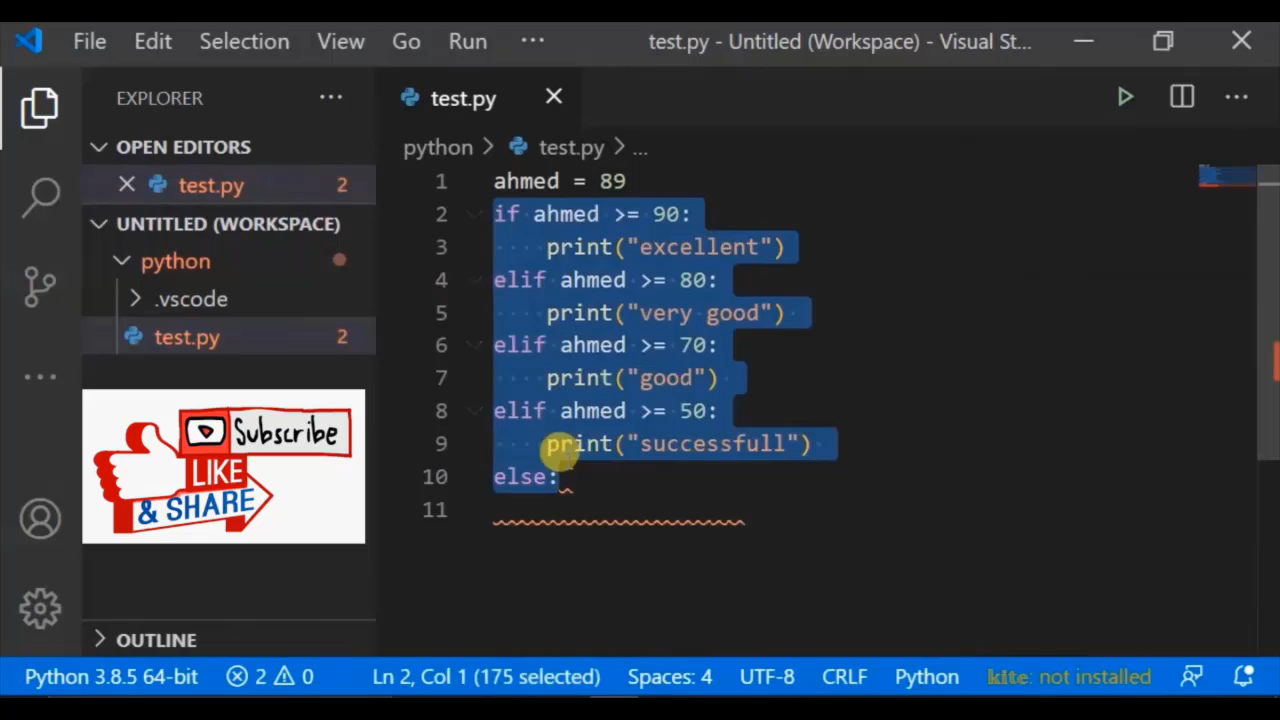 File Edit Selection View Go Run ··· test.py - Untitled (Workspace) - Visual St...
EXPLORER ···
test.py
OPEN EDITORS
test.py 2
UNTITLED (WORKSPACE)
python
.vscode
test.py 2
Subscribe
LIKE
& SHARE
OUTLINE
python > test.py > ...
1 ahmed = 89
2 if ahmed >= 90:
3 print("excellent")
4 elif ahmed >= 80:
5 print("very good")
6 elif ahmed >= 70:
7 print("good")
8 elif ahmed >= 50:
9 print("successfull")
10 else:
11
Python 3.8.5 64-bit 2 0 Ln 2, Col 1 (175 selected) Spaces: 4 UTF-8 CRLF Python kite: not installed